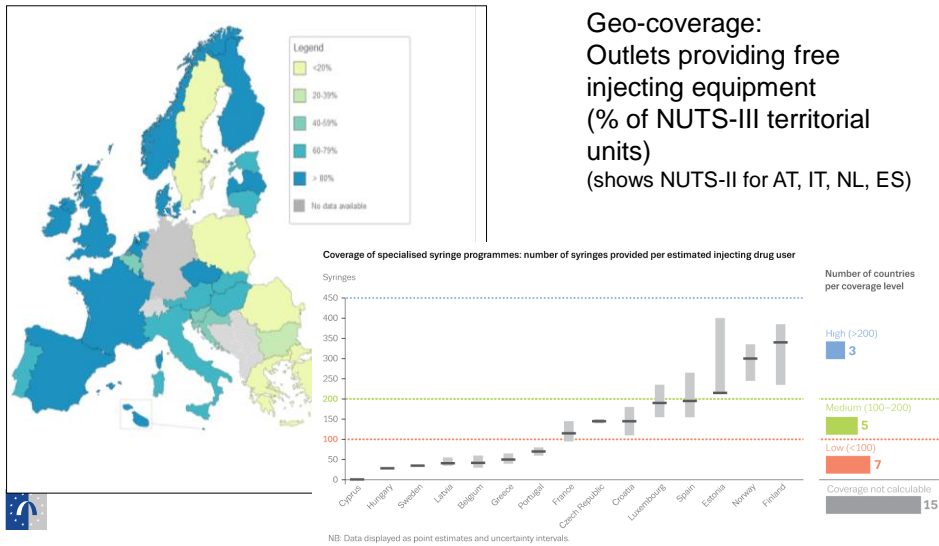 Geo-coverage:
Outlets providing free
injecting equipment
(% of NUTS-III territorial
units)
(shows NUTS-II for AT, IT, NL, ES)
Legend
<20%
20-39%
40-59%
60-79%
> 80%
No data available
Coverage of specialised syringe programmes: number of syringes provided per estimated injecting drug user
Syringes
450
400
350
300
250
200
150
100
50
0
Cyprus
Hungary
Sweden
Latvia
Belgium
Greece
Portugal
France
Czech Republic
Croatia
Luxembourg
Spain
Estonia
Norway
Finland
Number of countries
per coverage level
High (>200)
3
Medium (100–200)
5
Low (<100)
7
Coverage not calculable
15
NB: Data displayed as point estimates and uncertainty intervals.